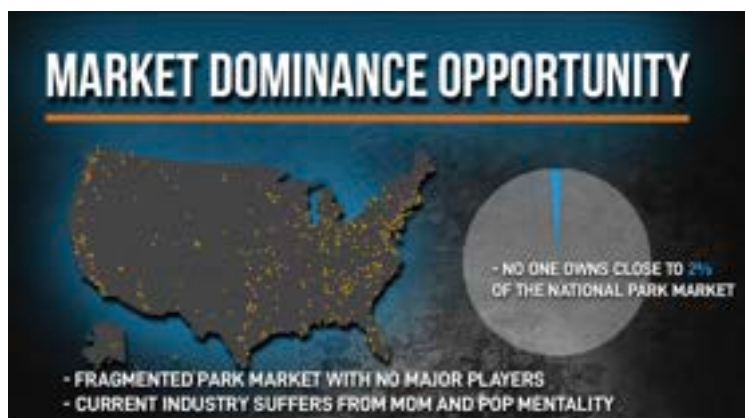 MARKET DOMINANCE OPPORTUNITY
- NO ONE OWNS CLOSE TO 2%
OF THE NATIONAL PARK MARKET
- FRAGMENTED PARK MARKET WITH NO MAJOR PLAYERS
- CURRENT INDUSTRY SUFFERS FROM MOM AND POP MENTALITY